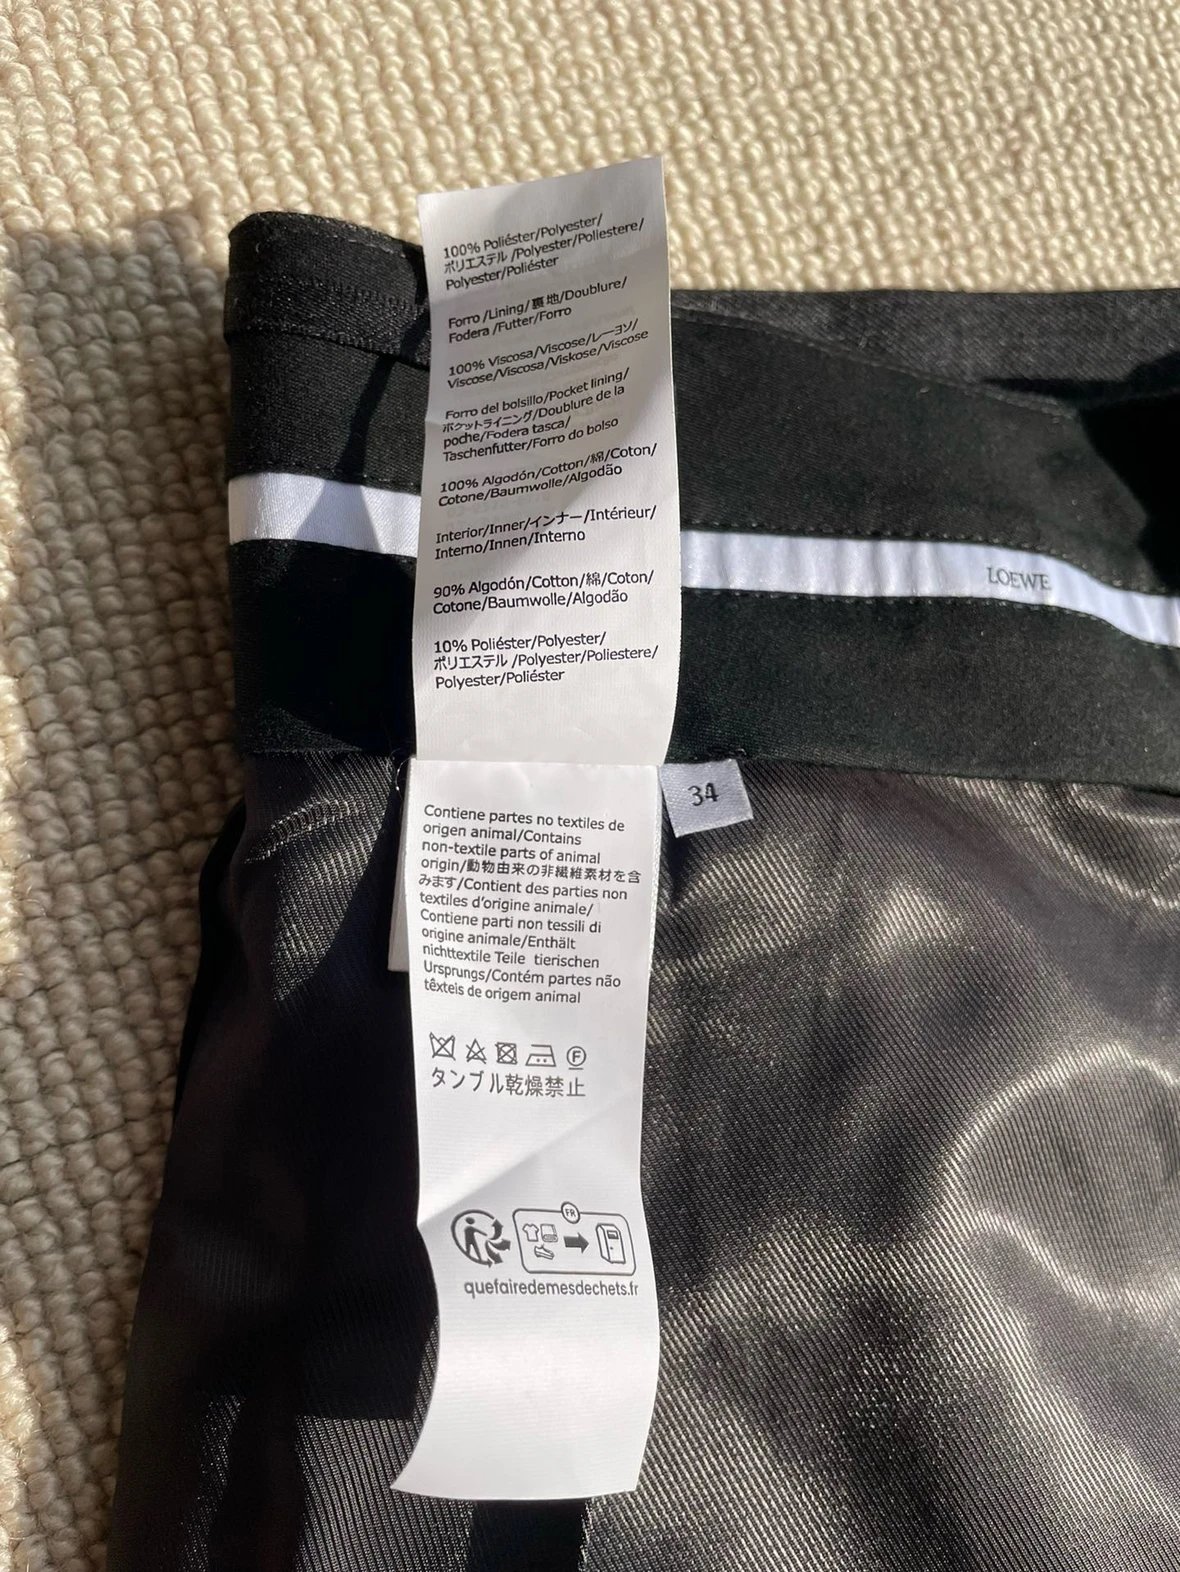 100% Poliéster/Polyester/
ポリエステル /Polyester/Poliestere/
Polyester/Poliéster
Forro /Lining/裏地/Doublure/
Fodera /Futter/Forro
100% Viscosa/Viscose/レーヨン/
Viscose/Viscosa/Viskose/Viscose
Forro del bolsillo/Pocket lining/
ポケットライニング/Doublure de la
poche/Fodera tasca/
Taschenfutter/Forro do bolso
100% Algodón/Cotton/綿/Coton/
Cotone/Baumwolle/Algodão
Interior/Inner/インナー/Intérieur/
Interno/Innen/Interno
90% Algodón/Cotton/綿/Coton/
Cotone/Baumwolle/Algodão
10% Poliéster/Polyester/
ポリエステル /Polyester/Poliestere/
Polyester/Poliéster
LOEWE
34
Contiene partes no textiles de
origen animal/Contains
non-textile parts of animal
origin/動物由来の非繊維素材を含
みます/Contient des parties non
textiles d'origine animale/
Contiene parti non tessili di
origine animale/Enthält
nichttextile Teile tierischen
Ursprungs/Contém partes não
têxteis de origem animal
F
タンブル乾燥禁止
FR
quefairedemesdechets.fr